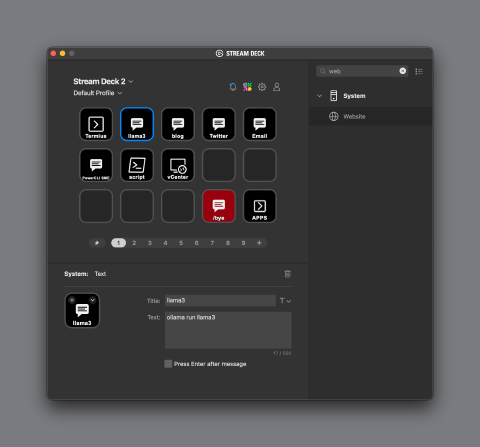 STREAM DECK
Stream Deck 2
Default Profile
Termius
llama3
blog
Twitter
Email
PowerCLI ONE
script
vCenter
/bye
APPS
1 2 3 4 5 6 7 8 9 +
System: Text
llama3
Title: llama3
T
Text: ollama run llama3
17 / 500
Press Enter after message
web
System
Website